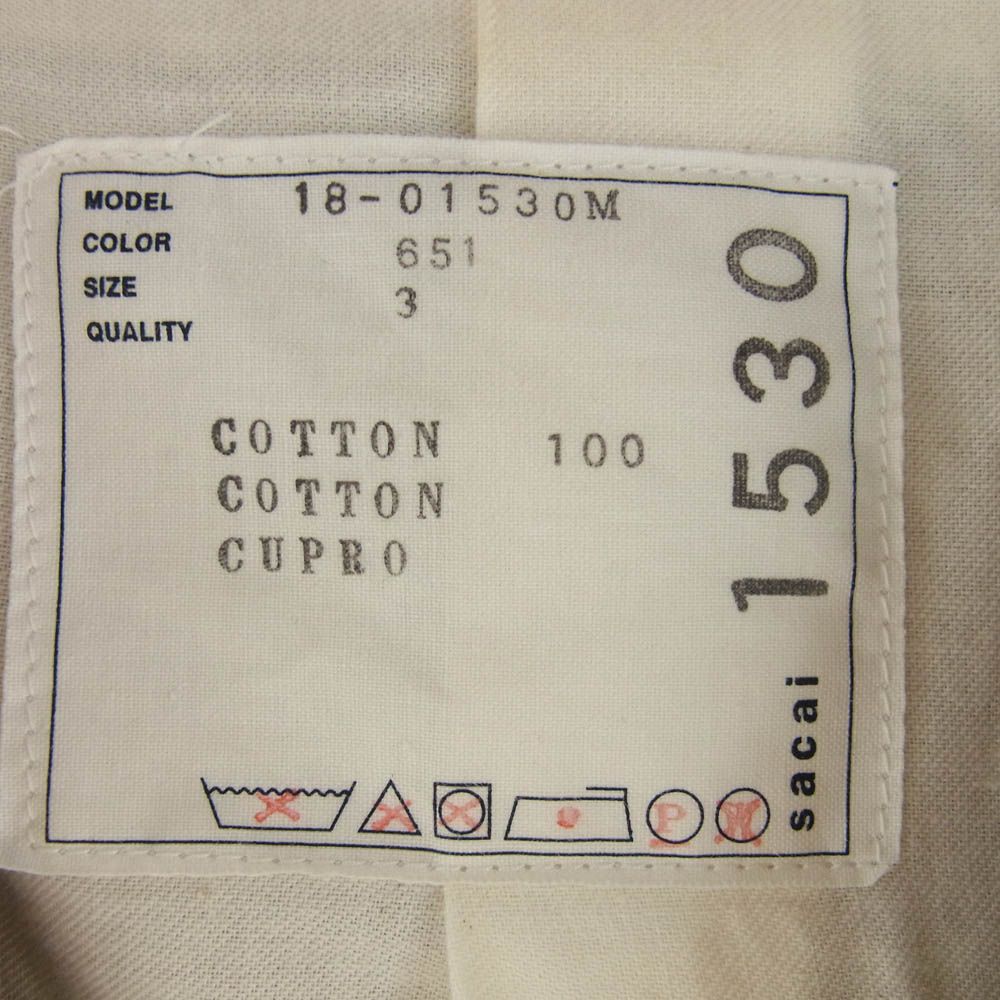 MODEL 18-01530M
COLOR 651
SIZE 3
QUALITY
COTTON 100
COTTON
CUPRO
P
W
sacai 1530